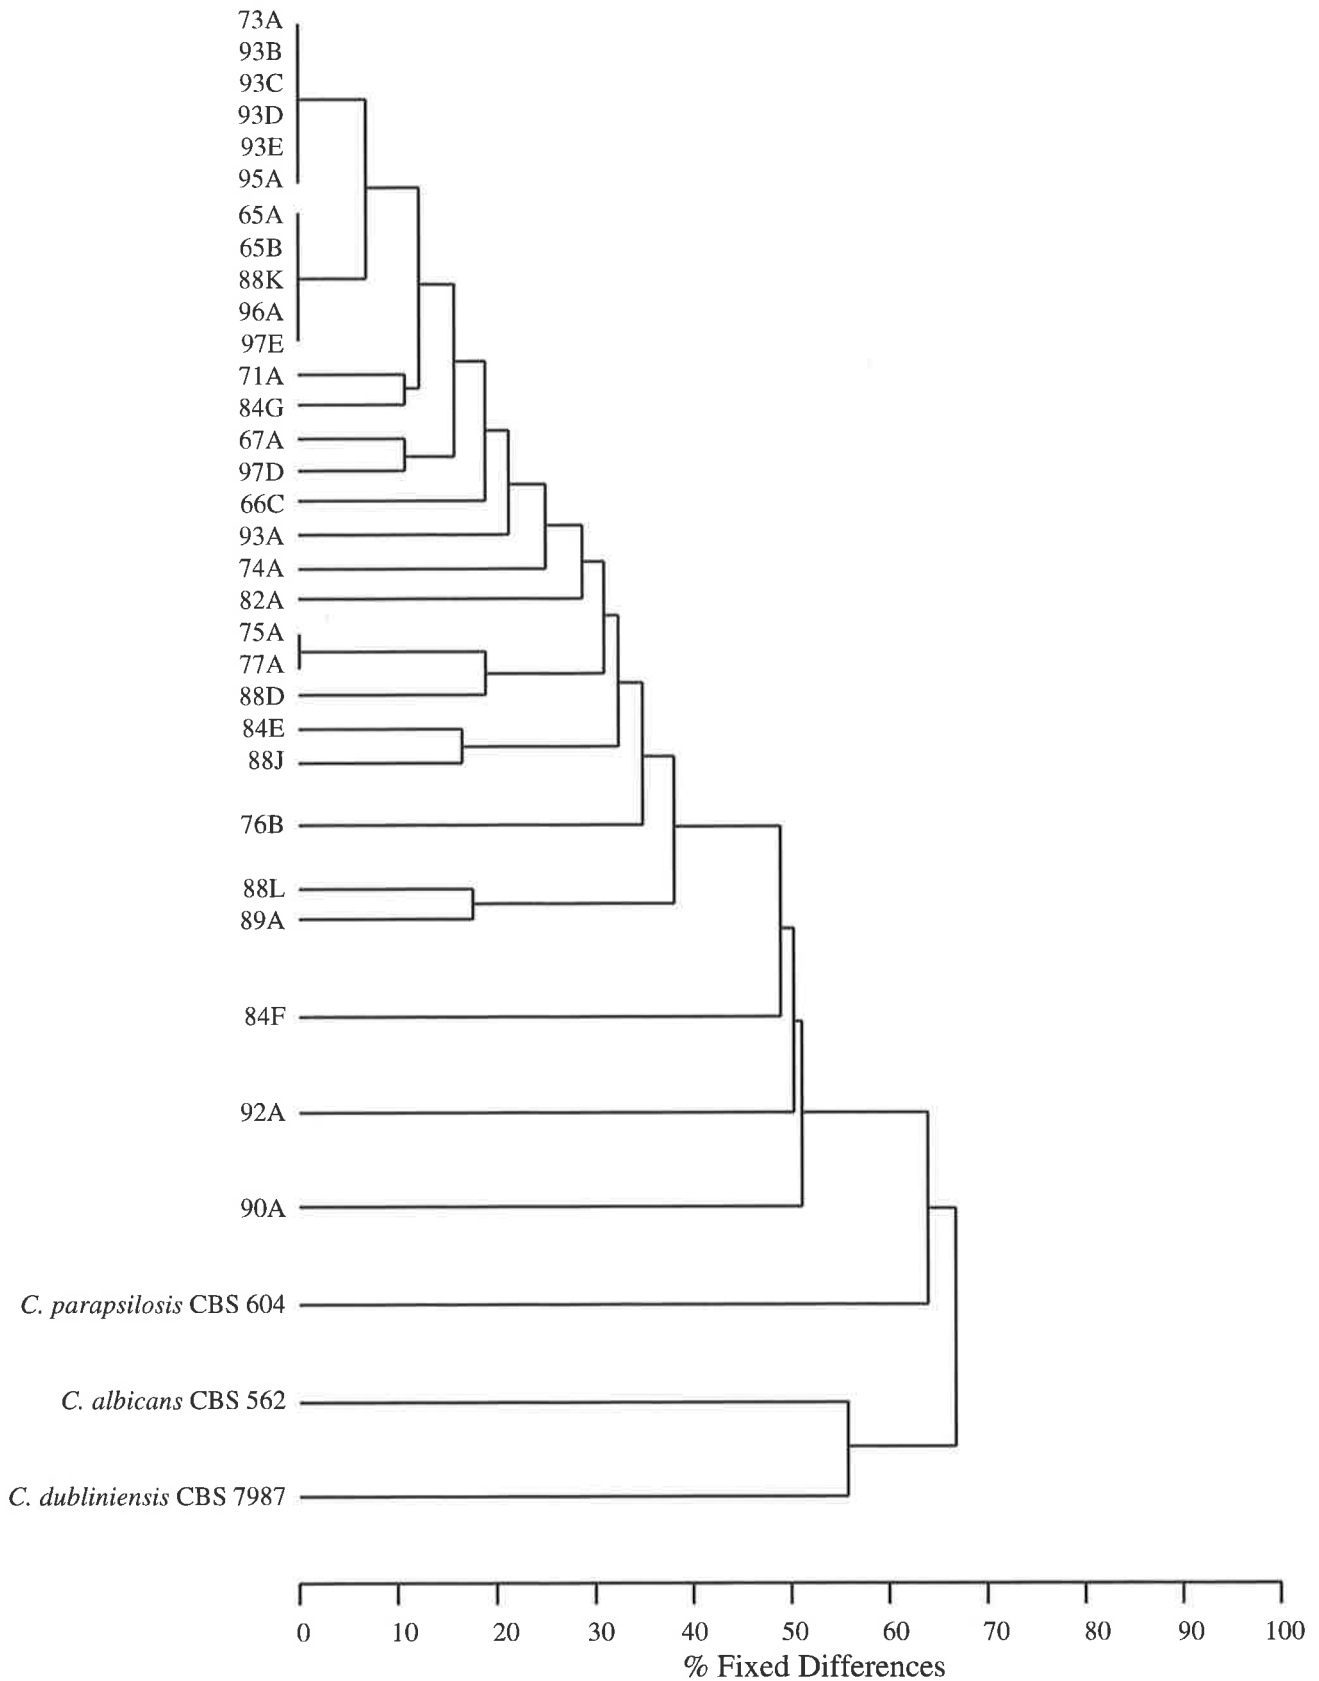 73A
93B
93C
93D
93E
95A
65A
65B
88K
96A
97E
71A
84G
67A
97D
66C
93A
74A
82A
75A
77A
88D
84E
88J
76B
88L
89A
84F
92A
90A
C. parapsilosis CBS 604
C. albicans CBS 562
C. dubliniensis CBS 7987
0 10 20 30 40 50 60 70 80 90 100
% Fixed Differences